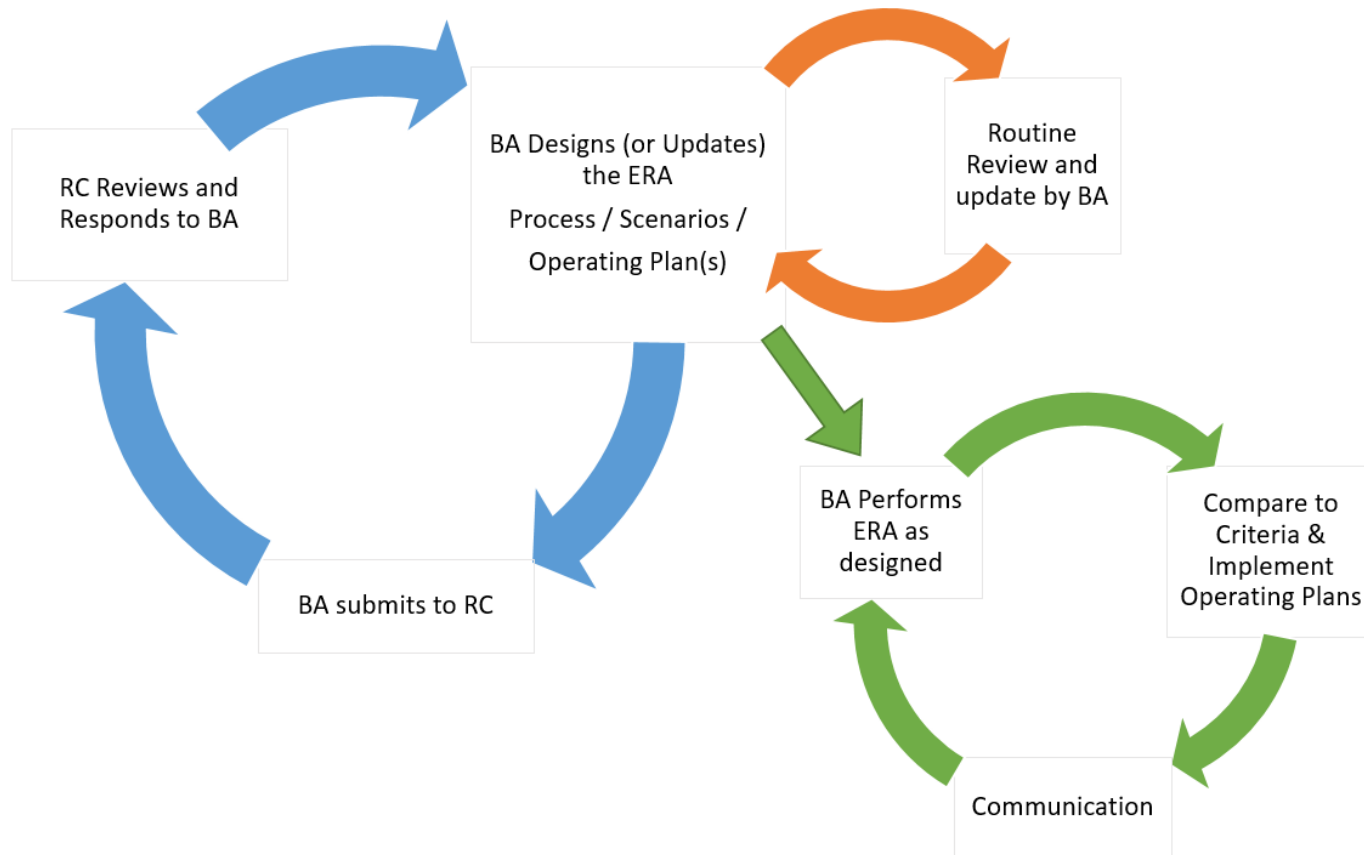 BA Designs (or Updates)
the ERA
Process / Scenarios /
Operating Plan(s)
Routine
Review and
update by BA
RC Reviews and
Responds to BA
BA submits to RC
BA Performs
ERA as
designed
Compare to
Criteria &
Implement
Operating Plans
Communication